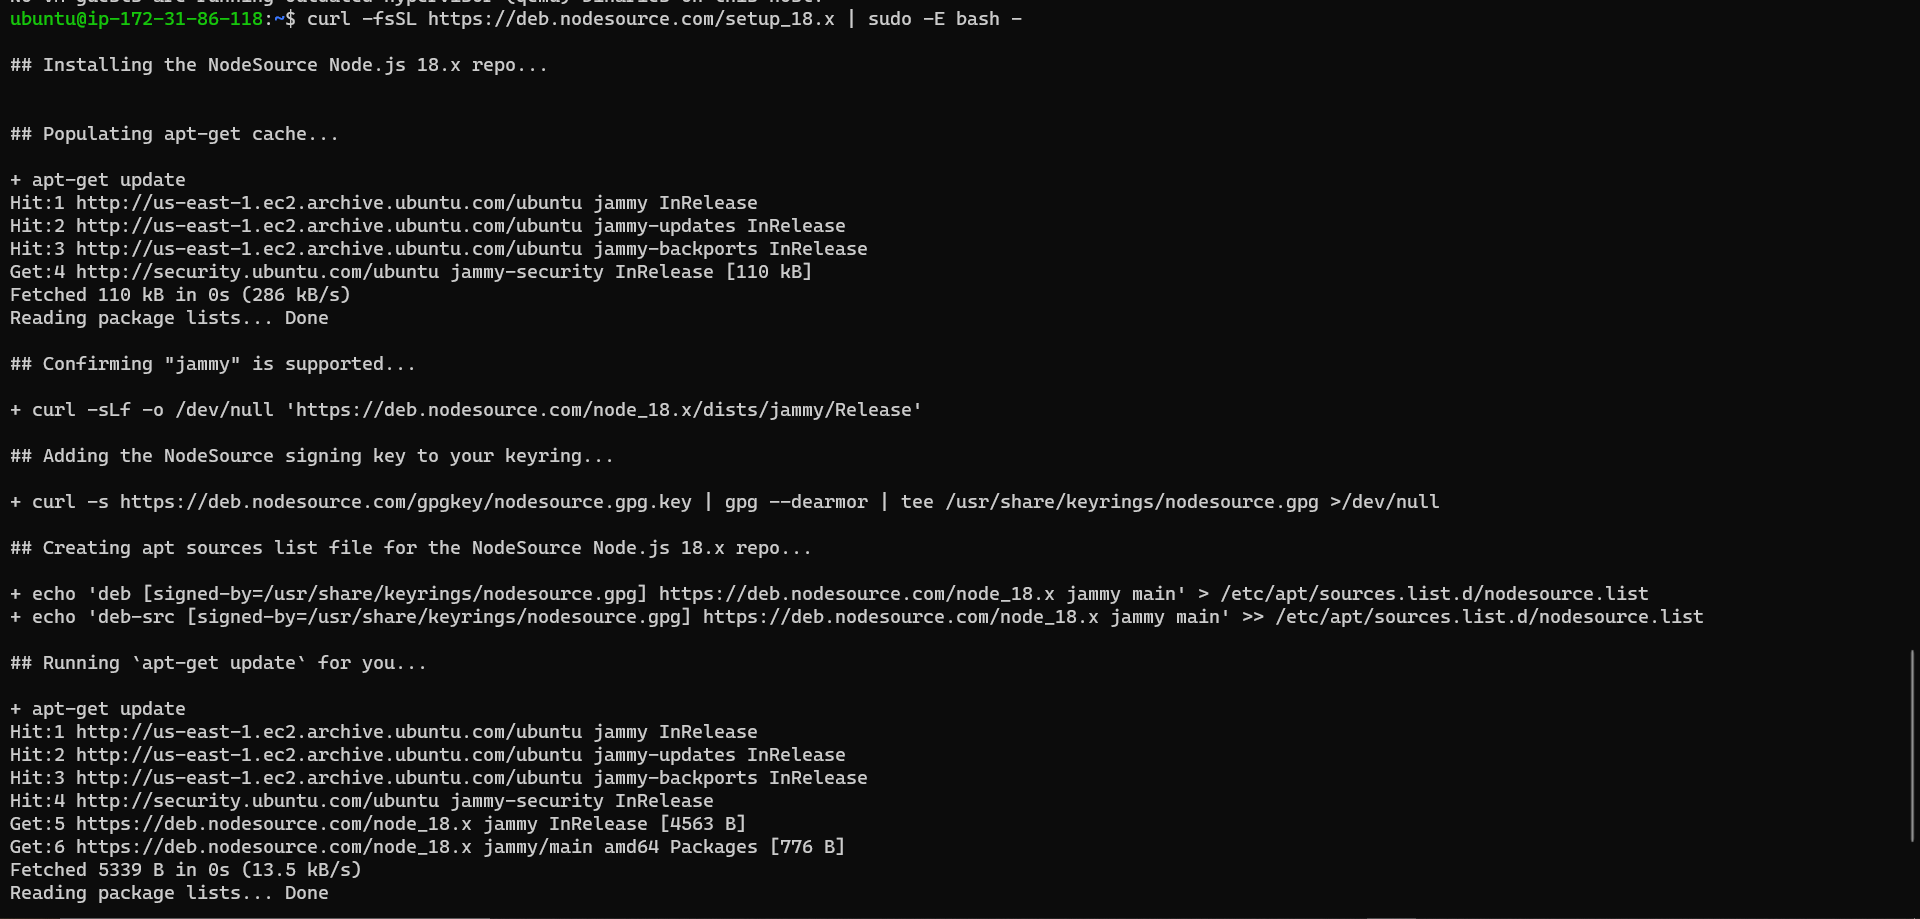 ubuntu@ip-172-31-86-118:~$ curl -fsSL https://deb.nodesource.com/setup_18.x | sudo -E bash -
## Installing the NodeSource Node.js 18.x repo...
## Populating apt-get cache...
+ apt-get update
Hit:1 http://us-east-1.ec2.archive.ubuntu.com/ubuntu jammy InRelease
Hit:2 http://us-east-1.ec2.archive.ubuntu.com/ubuntu jammy-updates InRelease
Hit:3 http://us-east-1.ec2.archive.ubuntu.com/ubuntu jammy-backports InRelease
Get:4 http://security.ubuntu.com/ubuntu jammy-security InRelease [110 kB]
Fetched 110 kB in 0s (286 kB/s)
Reading package lists... Done
## Confirming "jammy" is supported...
+ curl -sLf -o /dev/null 'https://deb.nodesource.com/node_18.x/dists/jammy/Release'
## Adding the NodeSource signing key to your keyring...
+ curl -s https://deb.nodesource.com/gpgkey/nodesource.gpg.key | gpg --dearmor | tee /usr/share/keyrings/nodesource.gpg >/dev/null
## Creating apt sources list file for the NodeSource Node.js 18.x repo...
+ echo 'deb [signed-by=/usr/share/keyrings/nodesource.gpg] https://deb.nodesource.com/node_18.x jammy main' > /etc/apt/sources.list.d/nodesource.list
+ echo 'deb-src [signed-by=/usr/share/keyrings/nodesource.gpg] https://deb.nodesource.com/node_18.x jammy main' >> /etc/apt/sources.list.d/nodesource.list
## Running `apt-get update` for you...
+ apt-get update
Hit:1 http://us-east-1.ec2.archive.ubuntu.com/ubuntu jammy InRelease
Hit:2 http://us-east-1.ec2.archive.ubuntu.com/ubuntu jammy-updates InRelease
Hit:3 http://us-east-1.ec2.archive.ubuntu.com/ubuntu jammy-backports InRelease
Hit:4 http://security.ubuntu.com/ubuntu jammy-security InRelease
Get:5 https://deb.nodesource.com/node_18.x jammy InRelease [4563 B]
Get:6 https://deb.nodesource.com/node_18.x jammy/main amd64 Packages [776 B]
Fetched 5339 B in 0s (13.5 kB/s)
Reading package lists... Done